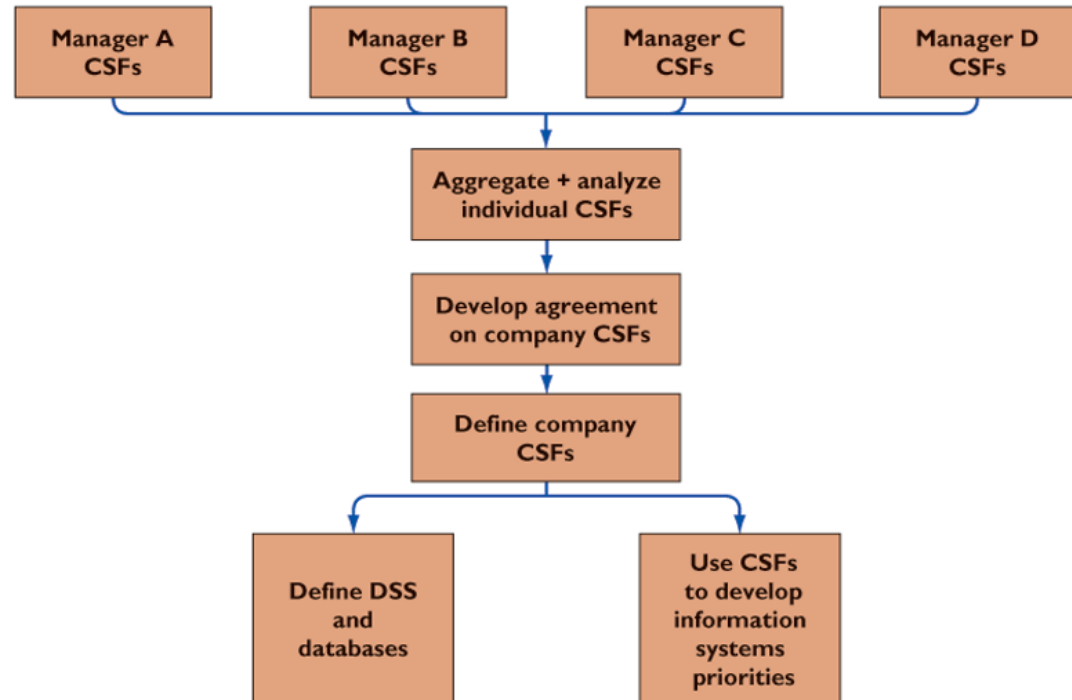 Manager A
CSFs
Manager B
CSFs
Manager C
CSFs
Manager D
CSFs
Aggregate + analyze
individual CSFs
Develop agreement
on company CSFs
Define company
CSFs
Define DSS
and
databases
Use CSFs
to develop
information
systems
priorities